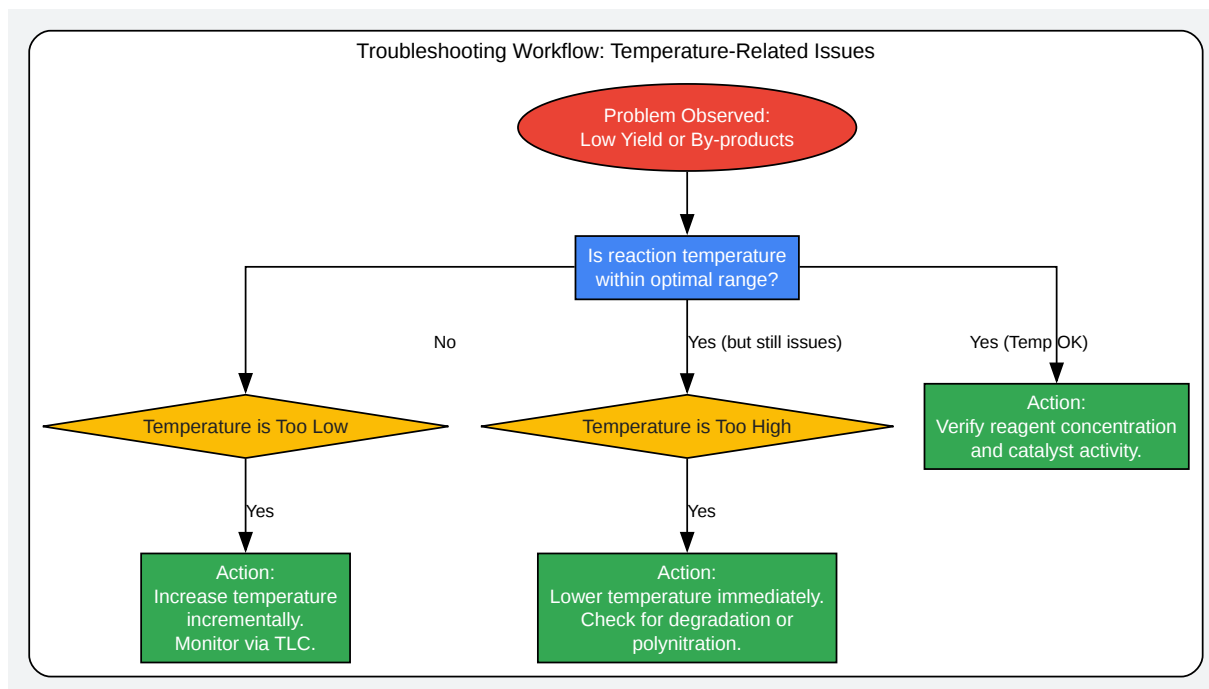 Troubleshooting Workflow: Temperature-Related Issues
Problem Observed:
Low Yield or By-products
Is reaction temperature
within optimal range?
No
Yes (but still issues)
Yes (Temp OK)
Temperature is Too Low
Temperature is Too High
Action:
Verify reagent concentration
and catalyst activity.
Yes
Yes
Action:
Increase temperature
incrementally.
Monitor via TLC.
Action:
Lower temperature immediately.
Check for degradation or
polynitration.